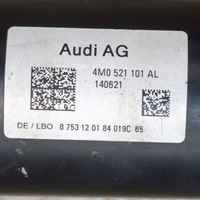 Audi AG
4M0 521 101 AL
140621
DE / LBO 8 753 12 01 84 019C 65